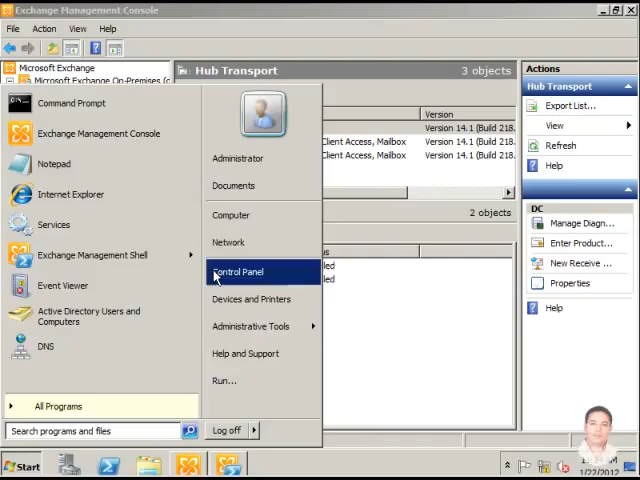 Exchange Management Console
File Action View Help
Microsoft Exchange
Microsoft Exchange On-Premises (c
Hub Transport 3 objects
Version
Version 14.1 (Build 218.
Client Access, Mailbox Version 14.1 (Build 218.
Client Access, Mailbox Version 14.1 (Build 218.
2 objects
Actions
Hub Transport
Export List...
View
Refresh
Help
DC
Manage Diagn...
Enter Product...
New Receive ...
Properties
Help
Command Prompt
Exchange Management Console
Notepad
Internet Explorer
Services
Exchange Management Shell
Event Viewer
Active Directory Users and
Computers
DNS
All Programs
Search programs and files
Administrator
Documents
Computer
Network
Control Panel
Devices and Printers
Administrative Tools
Help and Support
Run...
Log off
Start
1/22/2012